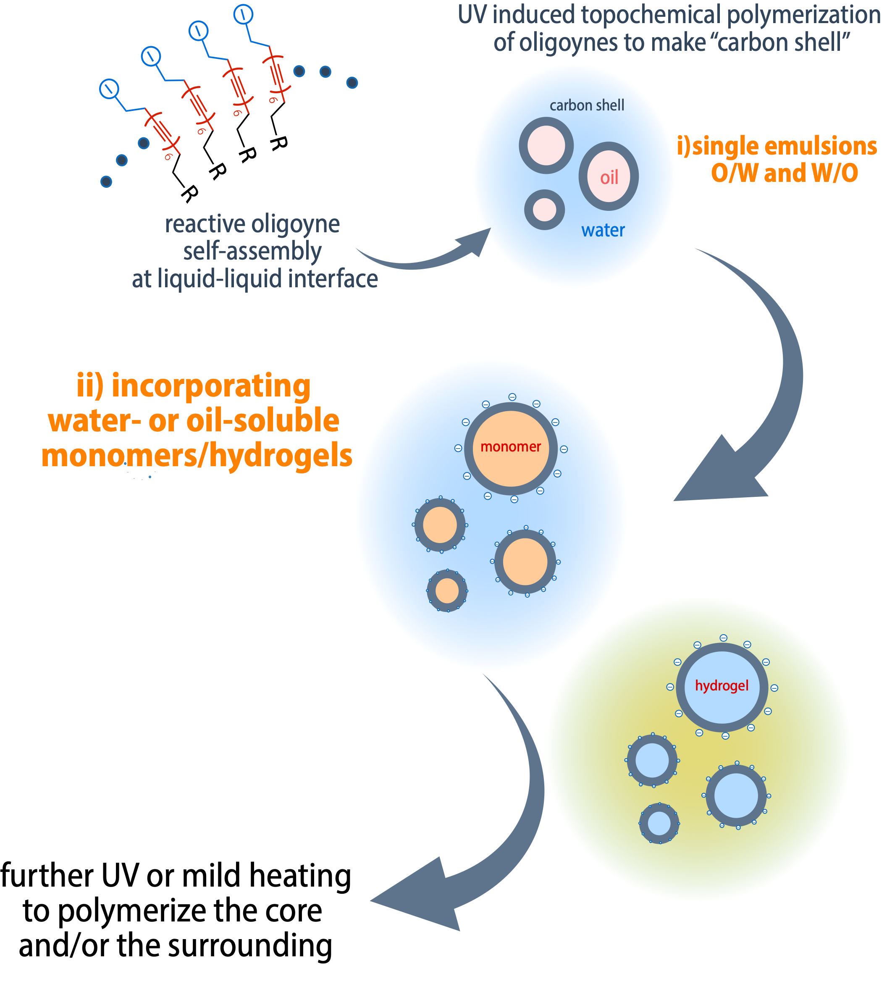 UV induced topochemical polymerization
of oligoynes to make “carbon shell”
6
6
6
6
R
R
R
R
reactive oligoyne
self-assembly
at liquid-liquid interface
carbon shell
oil
water
i)single emulsions
O/W and W/O
ii) incorporating
water- or oil-soluble
monomers/hydrogels
monomer
hydrogel
further UV or mild heating
to polymerize the core
and/or the surrounding